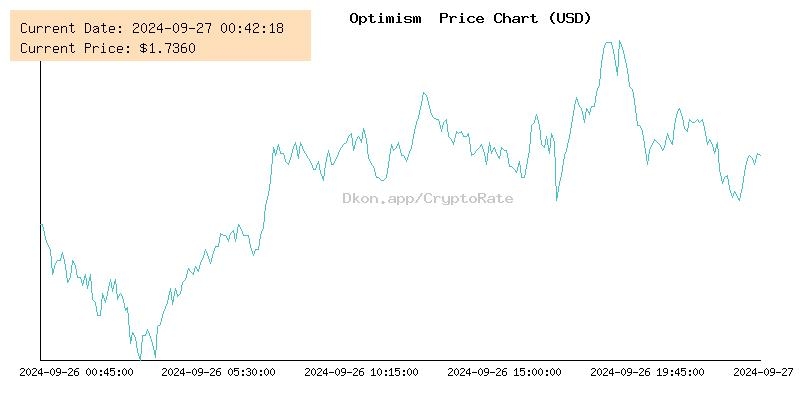 Optimism  Price Chart (USD)
Current Date: 2024-09-27 00:42:18
Current Price: $1.7360
Dkon.app/CryptoRate
2024-09-26 00:45:00 2024-09-26 05:30:00 2024-09-26 10:15:00 2024-09-26 15:00:00 2024-09-26 19:45:00 2024-09-27